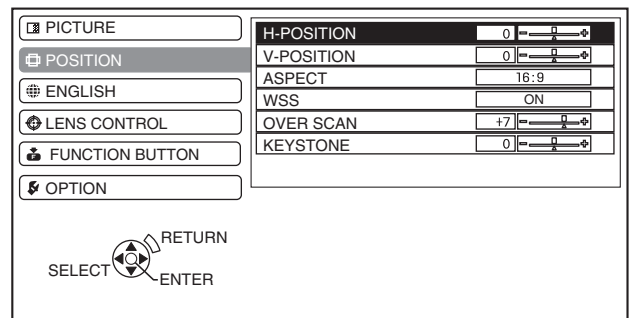 PICTURE
POSITION
ENGLISH
LENS CONTROL
FUNCTION BUTTON
OPTION
H-POSITION 0
V-POSITION 0
ASPECT 16:9
WSS ON
OVER SCAN +7
KEYSTONE 0
RETURN
SELECT
ENTER